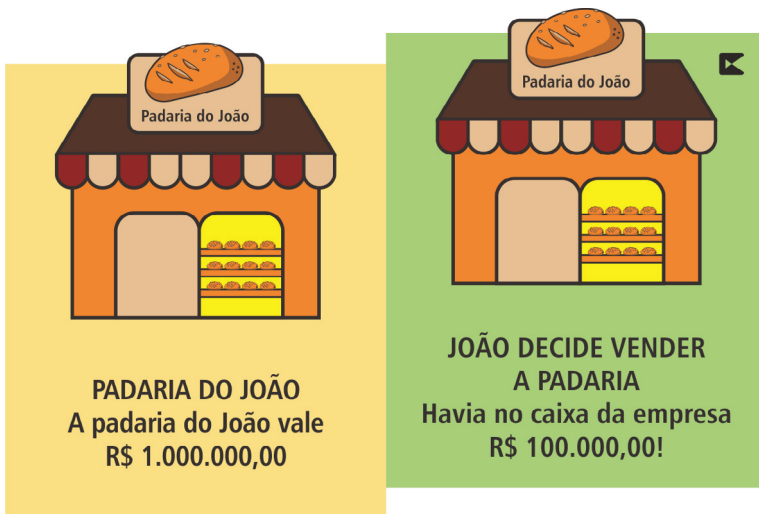 Padaria do João
PADARIA DO JOÃO
A padaria do João vale
R$ 1.000.000,00
Padaria do João
JOÃO DECIDE VENDER
A PADARIA
Havia no caixa da empresa
R$ 100.000,00!